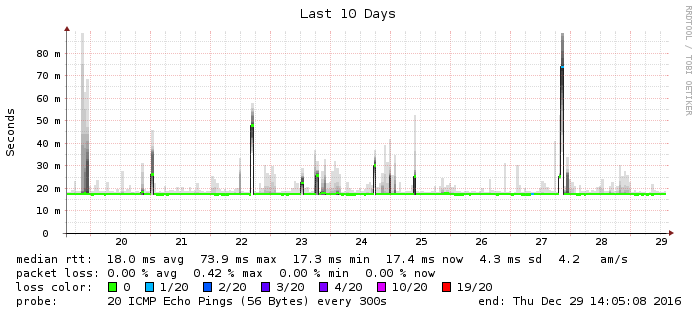 Last 10 Days
RRDTOOL / TOBI OETIKER
Seconds
80 m
70 m
60 m
50 m
40 m
30 m
20 m
10 m
0
20 21 22 23 24 25 26 27 28 29
median rtt: 18.0 ms avg 73.9 ms max 17.3 ms min 17.4 ms now 4.3 ms sd 4.2 am/s
packet loss: 0.00 % avg 0.42 % max 0.00 % min 0.00 % now
loss color: 0 1/20 2/20 3/20 4/20 10/20 19/20
probe: 20 ICMP Echo Pings (56 Bytes) every 300s end: Thu Dec 29 14:05:08 2016